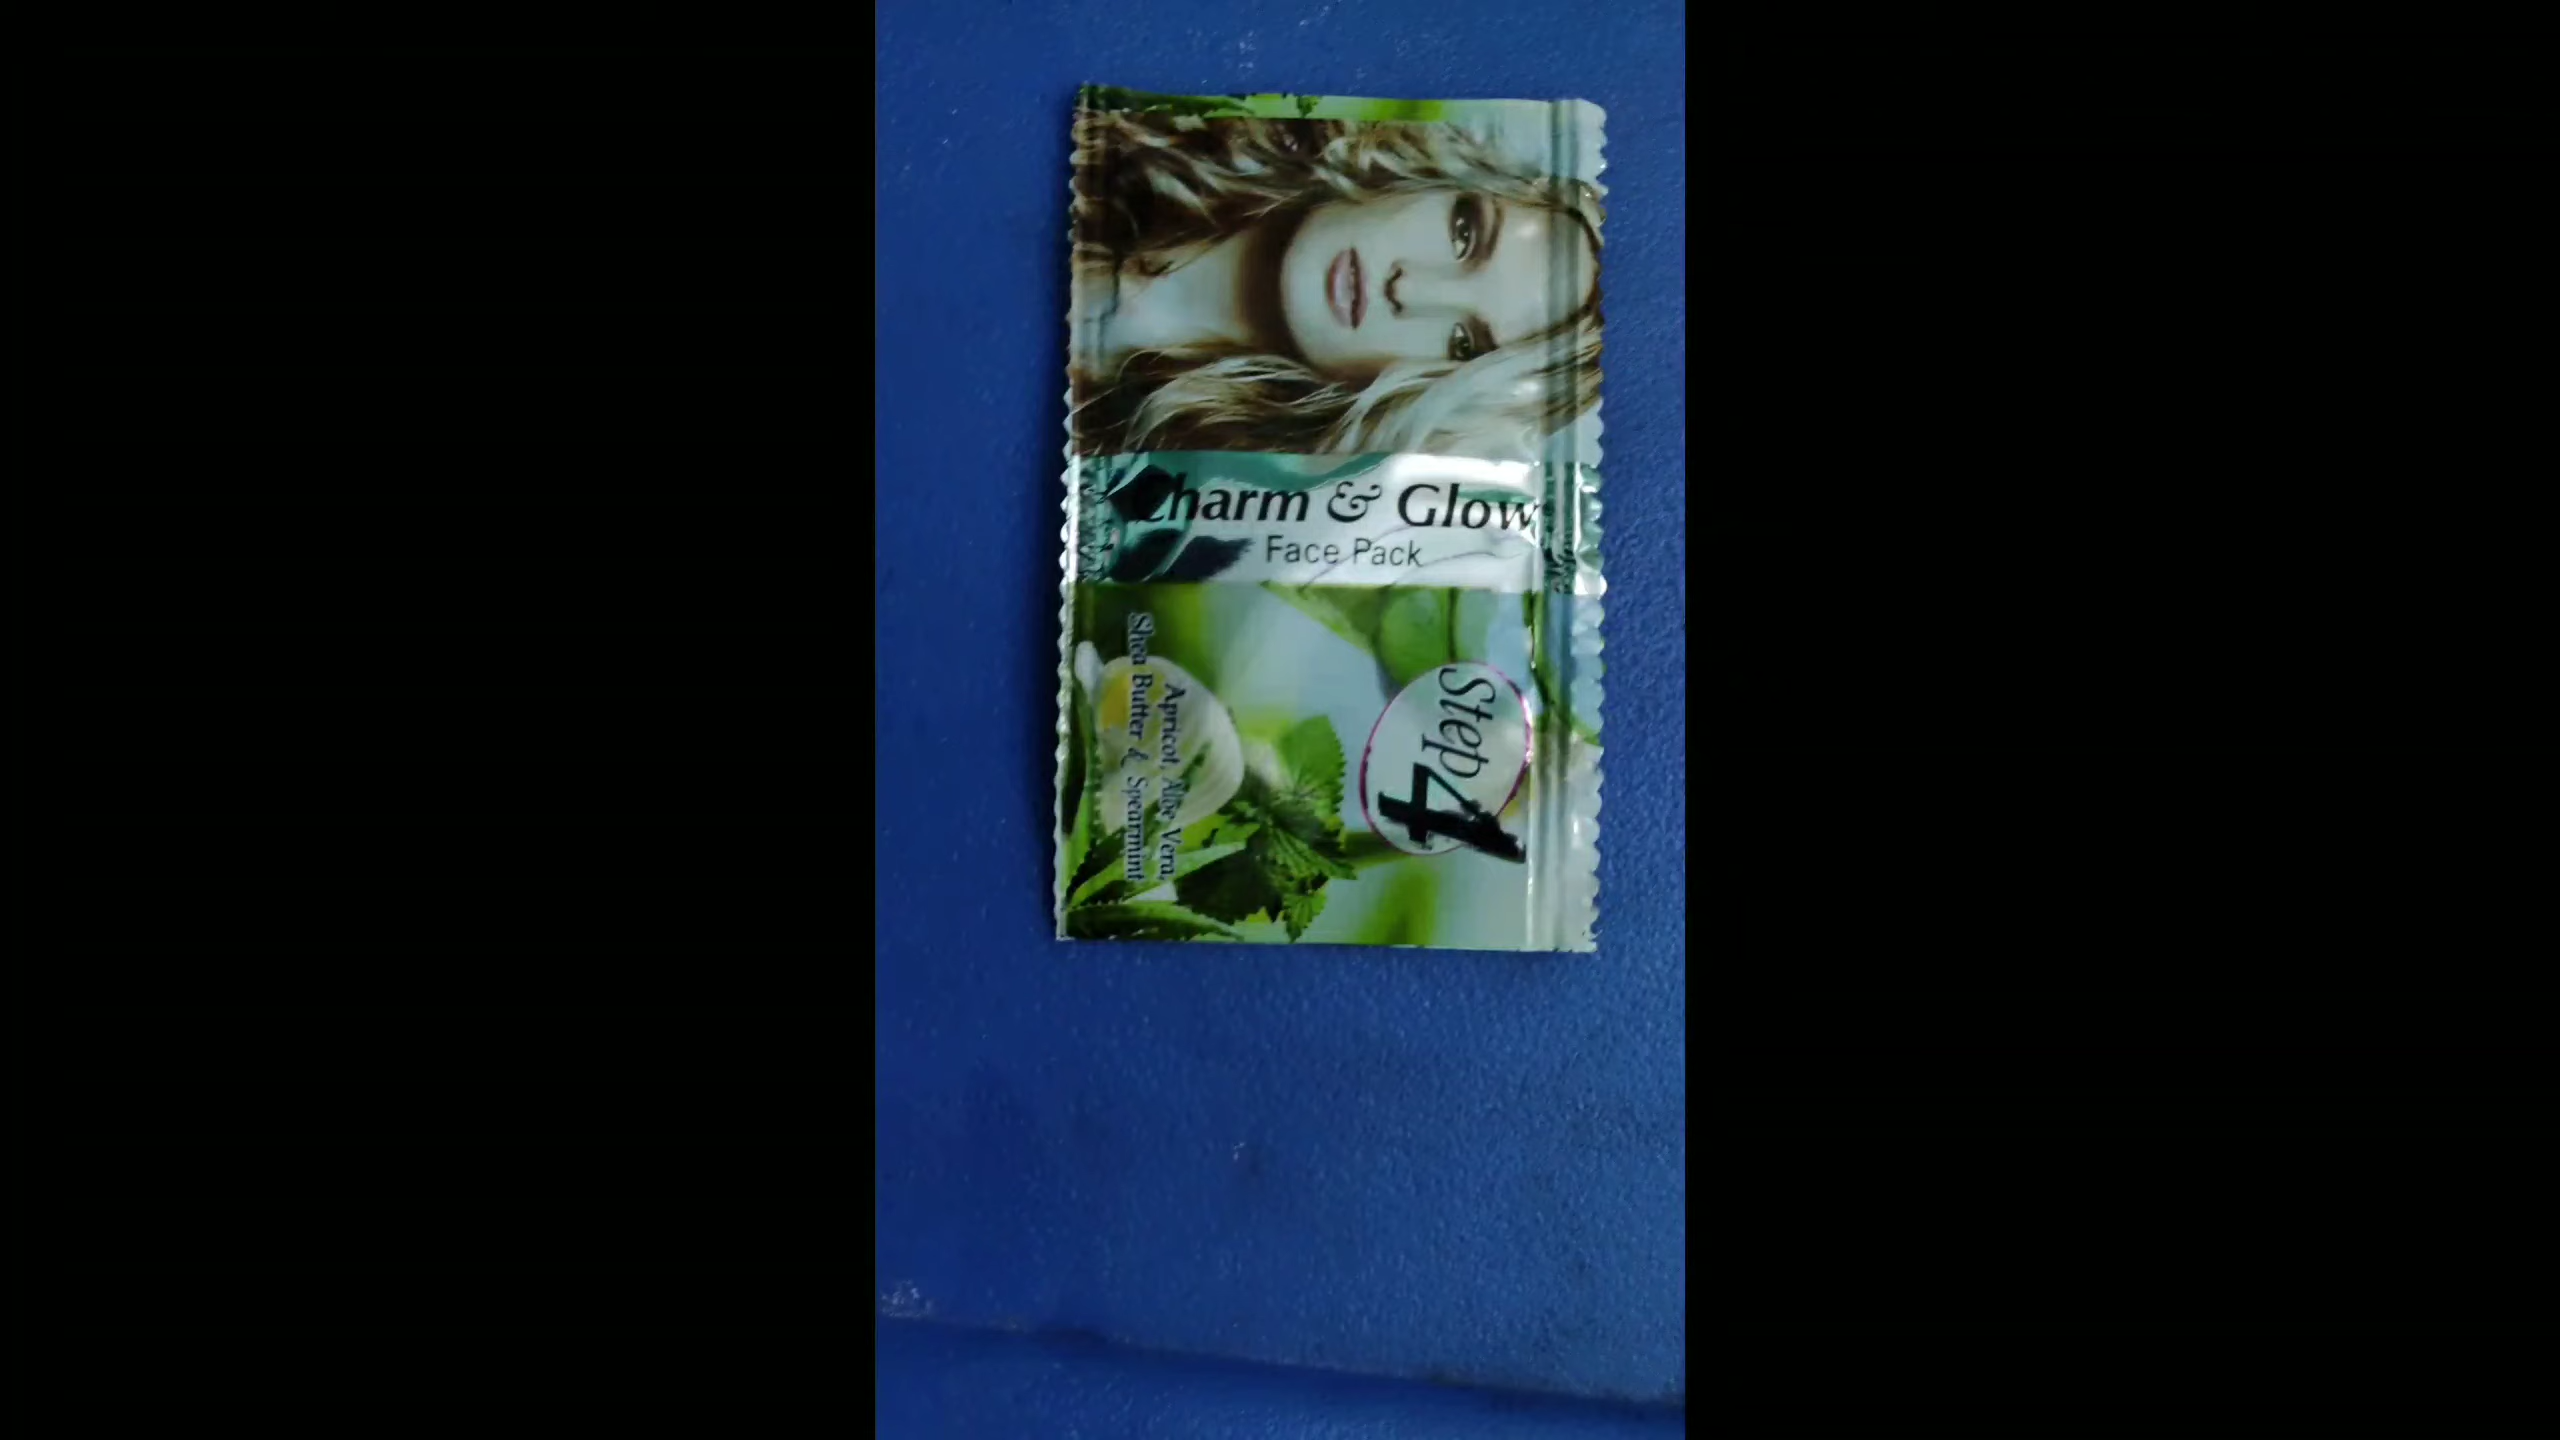 Charm & Glow
Face Pack
Step
4
Apricot, Aloe Vera,
Shea Butter & Spearmint